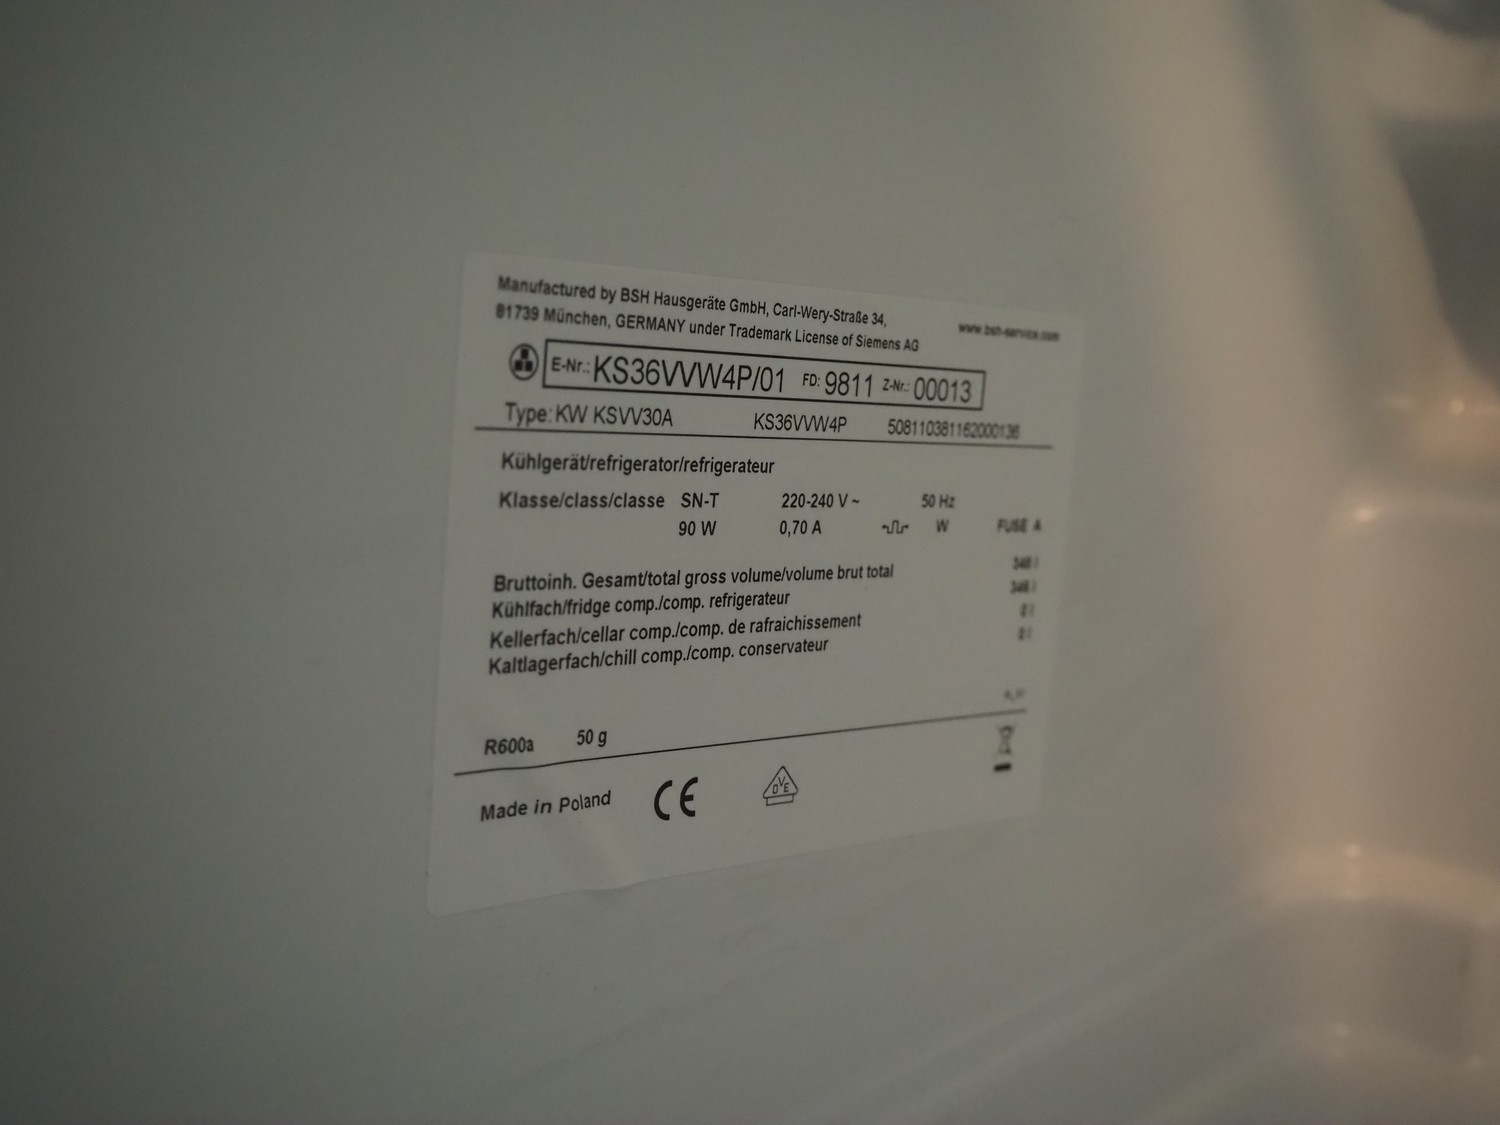 Manufactured by BSH Hausgeräte GmbH, Carl-Wery-Straße 34,
81739 München, GERMANY under Trademark License of Siemens AG
www.bsh-service.com
E-Nr.: KS36VVW4P/01 FD: 9811 Z-Nr.: 00013
Type: KW KSVV30A KS36VVW4P 508110381162000136
Kühlgerät/refrigerator/refrigerateur
Klasse/class/classe SN-T 220-240 V ~ 50 Hz
90 W 0,70 A W FUSE A
Bruttoinh. Gesamt/total gross volume/volume brut total
Kühlfach/fridge comp./comp. refrigerateur
Kellerfach/cellar comp./comp. de rafraichissement
Kaltlagerfach/chill comp./comp. conservateur
R600a 50 g
Made in Poland CE
OVE